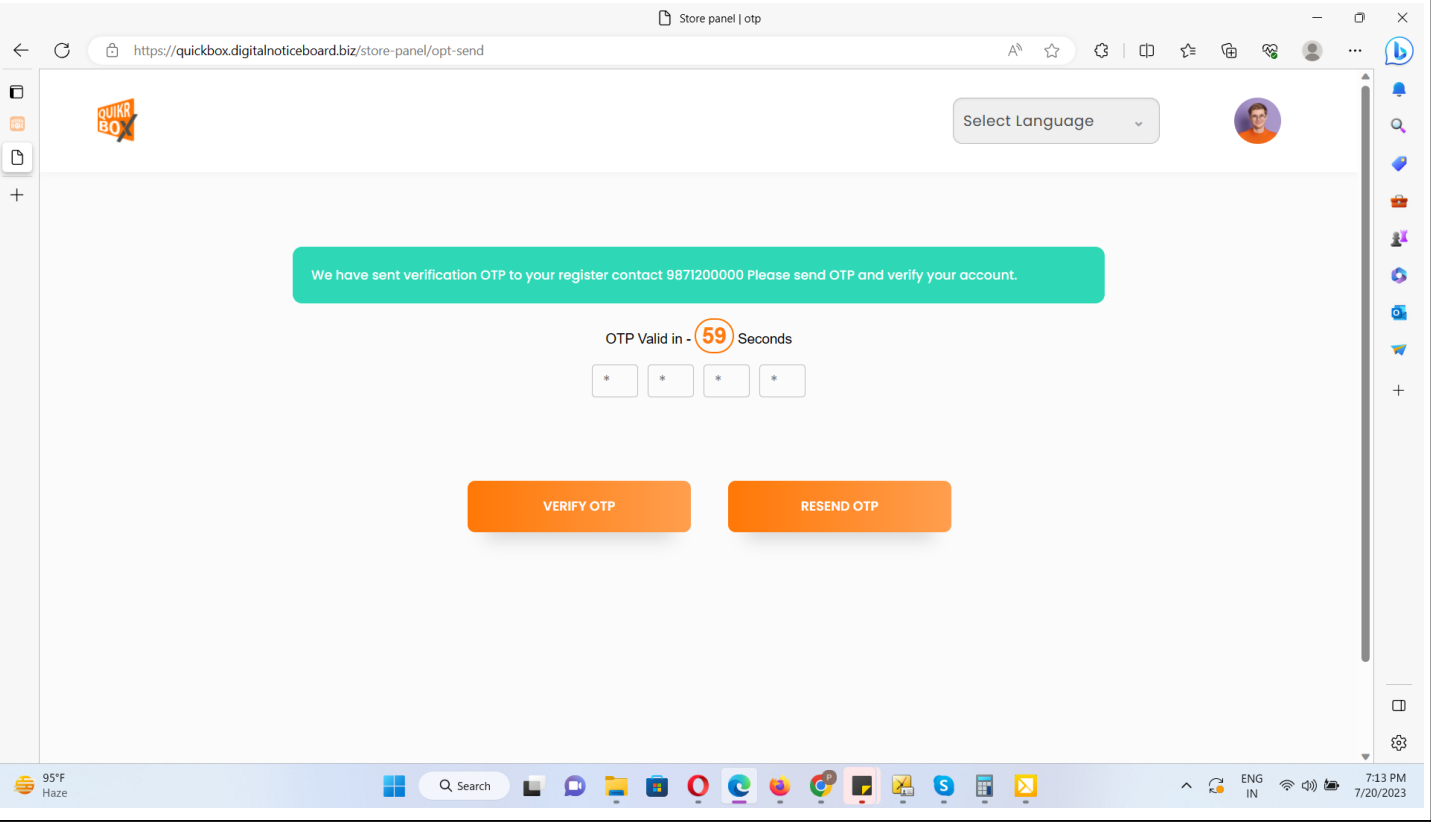 Store panel | otp
https://quickbox.digitalnoticeboard.biz/store-panel/opt-send
QUIKR
BOX
Select Language
We have sent verification OTP to your register contact 9871200000 Please send OTP and verify your account.
OTP Valid in - 59 Seconds
* * * *
VERIFY OTP
RESEND OTP
95°F
Haze
Search
ENG
IN
7:13 PM
7/20/2023